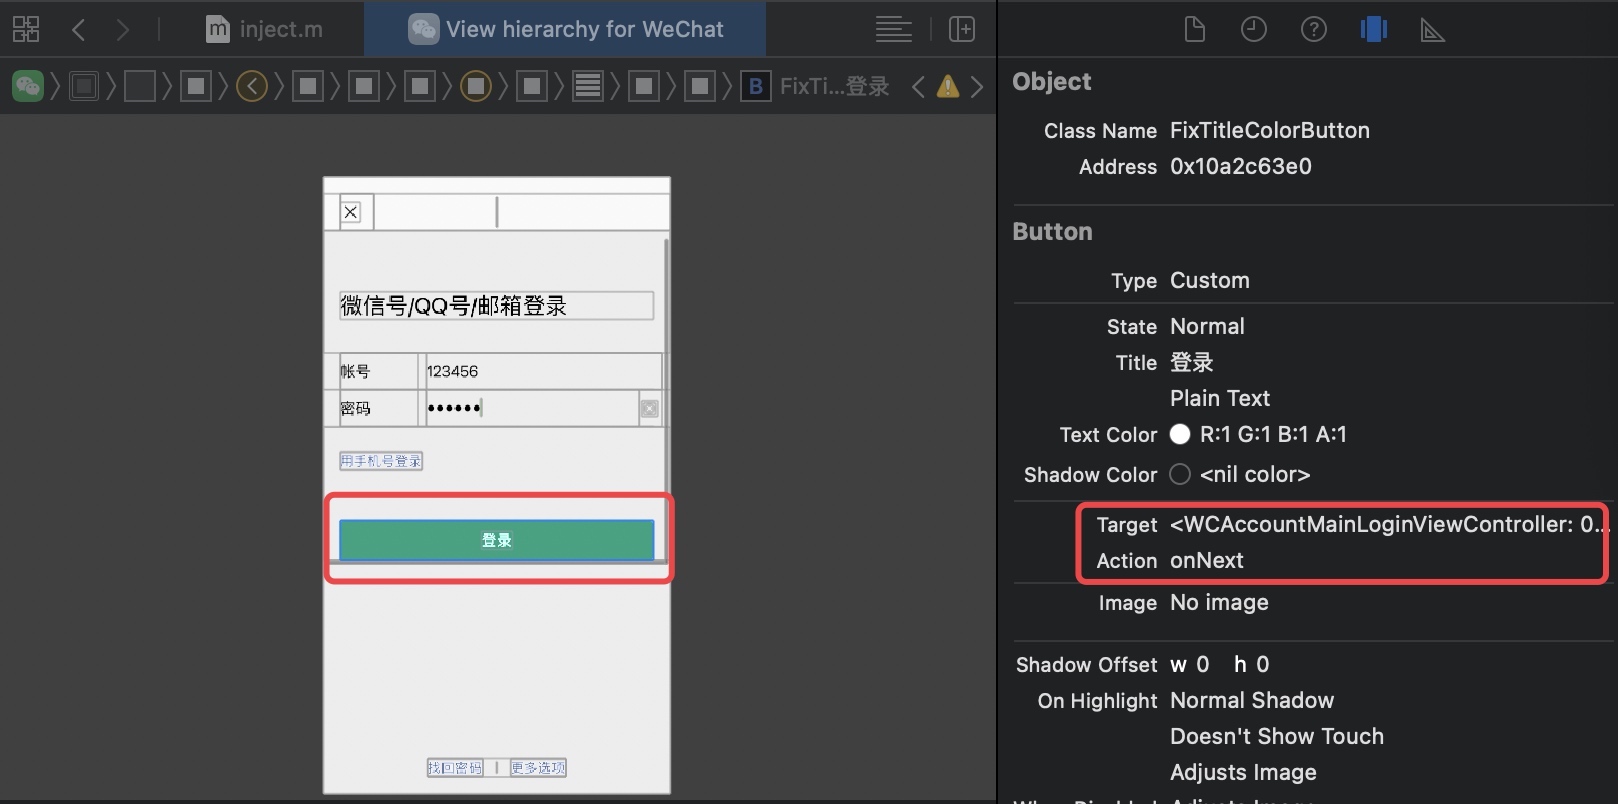 m inject.m
View hierarchy for WeChat
B FixTi...登录
微信号/QQ号/邮箱登录
帐号 123456
密码 ••••••
用手机号登录
登录
找回密码 | 更多选项
Object
Class Name FixTitleColorButton
Address 0x10a2c63e0
Button
Type Custom
State Normal
Title 登录
Plain Text
Text Color R:1 G:1 B:1 A:1
Shadow Color <nil color>
Target <WCAccountMainLoginViewController: 0...
Action onNext
Image No image
Shadow Offset w 0 h 0
On Highlight Normal Shadow
Doesn't Show Touch
Adjusts Image